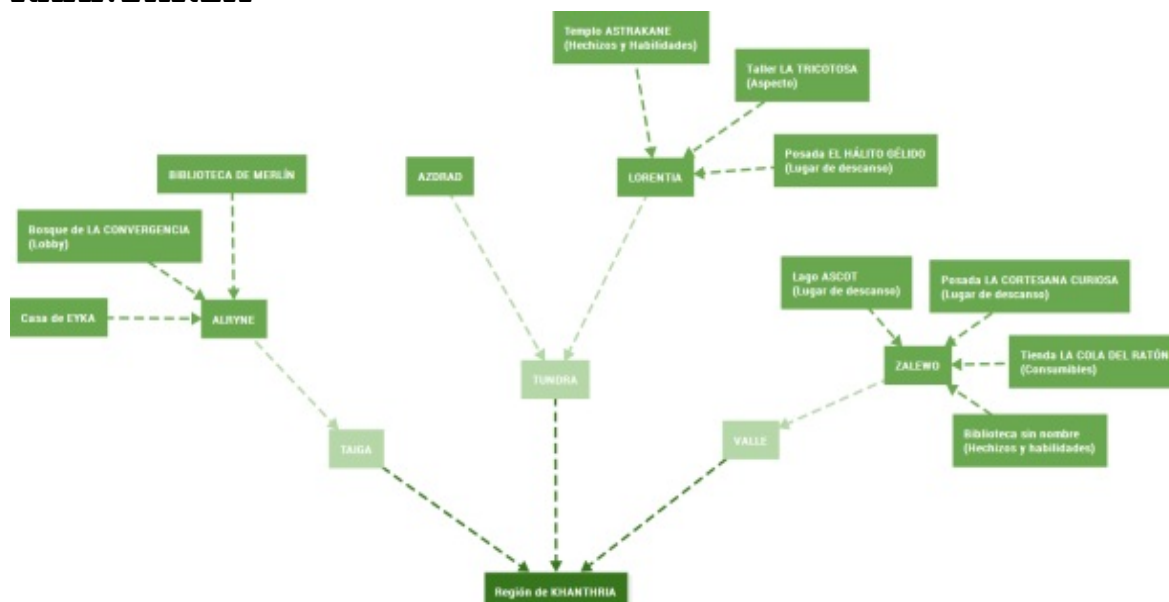 Templo ASTRAKANE
(Hechizos y Habilidades)
Taller LA TRICOTOSA
(Aspecto)
Posada EL HÁLITO GÉLIDO
(Lugar de descanso)
LORENTIA
AZDRAD
BIBLIOTECA DE MERLÍN
Bosque de LA CONVERGENCIA
(Lobby)
Casa de EYKA
ALRYNE
Lago ASCOT
(Lugar de descanso)
Posada LA CORTESANA CURIOSA
(Lugar de descanso)
Tienda LA COLA DEL RATÓN
(Consumibles)
ZALEWO
Biblioteca sin nombre
(Hechizos y habilidades)
TUNDRA
TAIGA
VALLE
Región de KHANTHRIA